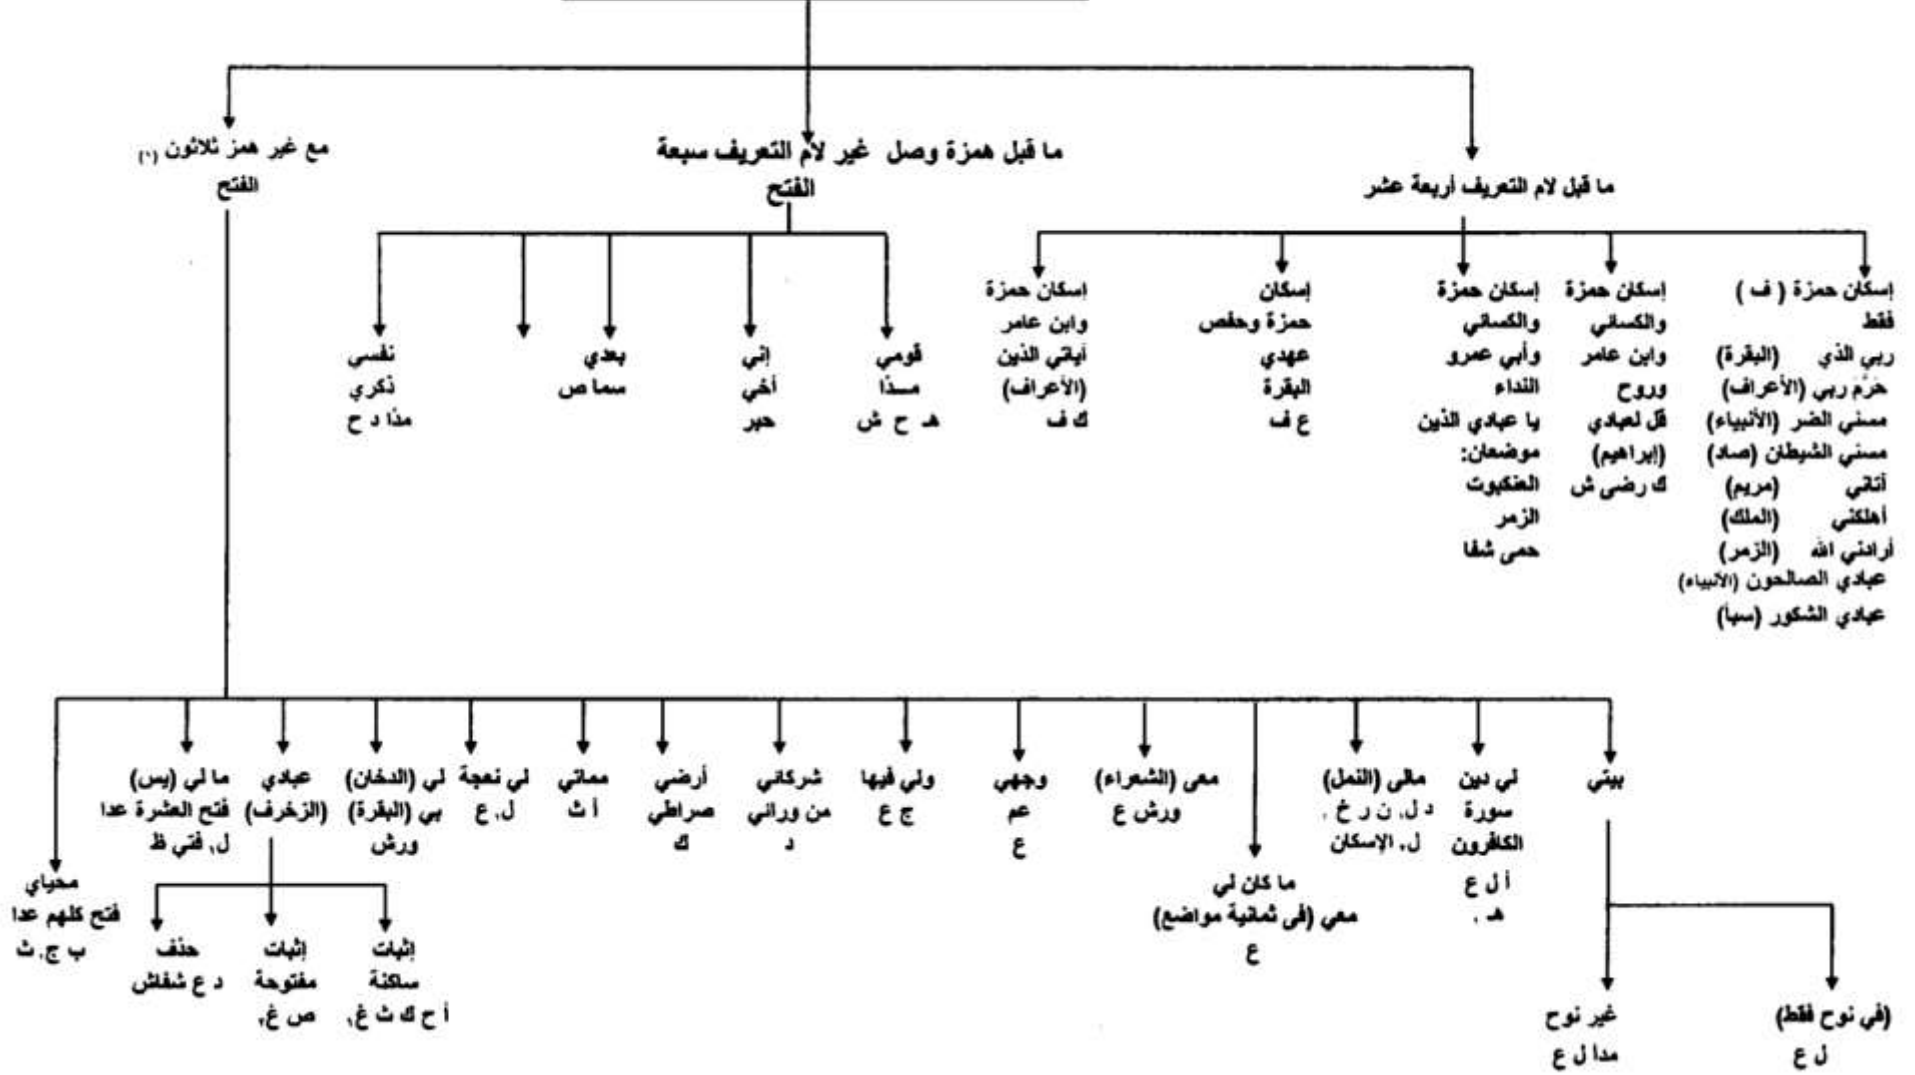 ما قبل لام التعريف أربعة عشر
إسكان حمزة ( ف )
فقط
ربي الذي (البقرة)
حَرَّمَ ربي (الأعراف)
مسني الضر (الأنبياء)
مسني الشيطان (صاد)
أتاني (مريم)
أهلكني (الملك)
أرادني الله (الزمر)
عبادي الصالحون (الأنبياء)
عبادي الشكور (سبأ)
إسكان حمزة
والكسائي
وابن عامر
وروح
قل لعبادي
(إبراهيم)
ك رضى ش
إسكان حمزة
والكسائي
وأبي عمرو
النداء
يا عبادي الذين
موضعان:
العنكبوت
الزمر
حمى شفا
إسكان
حمزة وحفص
عهدي
البقرة
ع ف
إسكان حمزة
وابن عامر
آياتي الذين
(الأعراف)
ك ف
ما قبل همزة وصل غير لام التعريف سبعة
الفتح
قومي
مـــذا
هـ ح ش
إني
أخي
حبر
بعدي
سما ص
نفسي
ذكري
مذا د ح
مع غير همز ثلاثون (١)
الفتح
بيتي
(في نوح فقط)
ل ع
غير نوح
مدا ل ع
لي دين
سورة
الكافرون
أ ل ع
هـ ،
مالي (النمل)
د ل، ن ر خ ،
ل، الإسكان
ما كان لي
معي (في ثمانية مواضع)
ع
معي (الشعراء)
ورش ع
وجهي
عم
ع
ولي فيها
ج ع
شركائي
من ورائي
د
أرضي
صراطي
ك
مماتي
أ ث
لي نعجة
ل، ع
لي (الدخان)
بي (البقرة)
ورش
عبادي
(الزخرف)
إثبات
ساكنة
أ ح ك ث غ،
إثبات
مفتوحة
ص غ،
حذف
د ع شفاش
ما لي (يس)
فتح العشرة عدا
ل، فتي ظ
محياي
فتح كلهم عدا
ب ج، ث